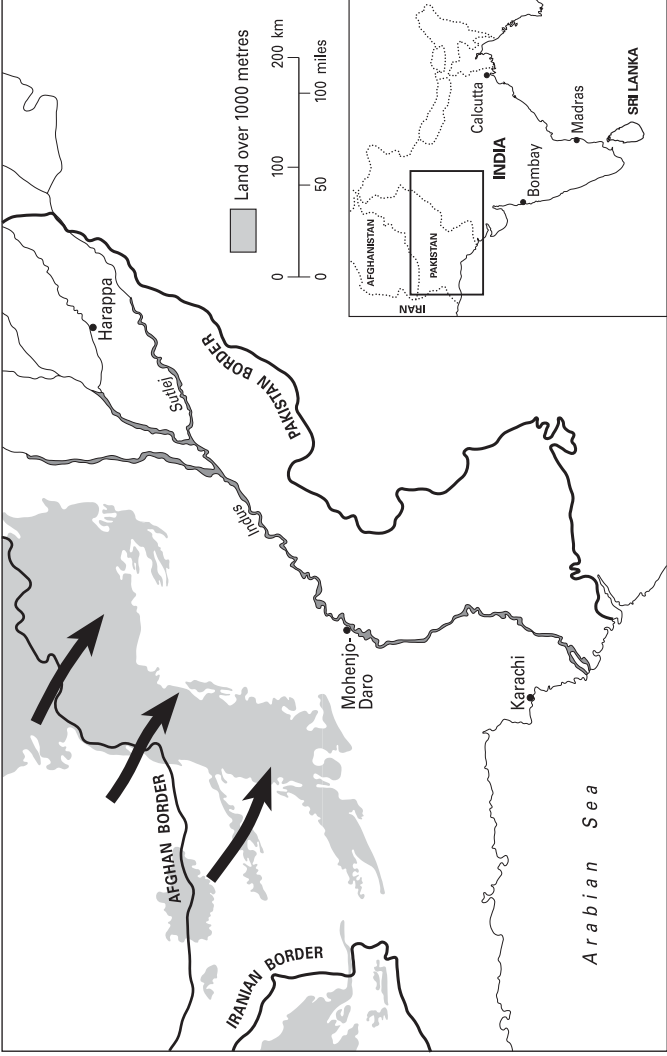 Harappa
Sutlej
PAKISTAN BORDER
Indus
Mohenjo-
Daro
Karachi
AFGHAN BORDER
IRANIAN BORDER
Arabian Sea
Land over 1000 metres
0 100 200 km
0 50 100 miles
AFGHANISTAN
IRAN
PAKISTAN
INDIA
Calcutta
Bombay
Madras
SRI LANKA